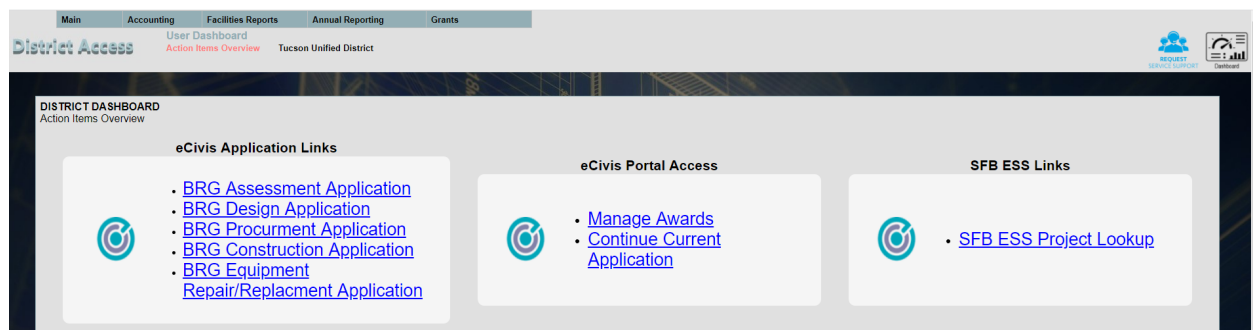 Main Accounting Facilities Reports Annual Reporting Grants
District Access
User Dashboard
Action Items Overview Tucson Unified District
REQUEST
SERVICE SUPPORT
Dashboard
DISTRICT DASHBOARD
Action Items Overview
eCivis Application Links
BRG Assessment Application
BRG Design Application
BRG Procurment Application
BRG Construction Application
BRG Equipment
Repair/Replacment Application
eCivis Portal Access
Manage Awards
Continue Current
Application
SFB ESS Links
SFB ESS Project Lookup